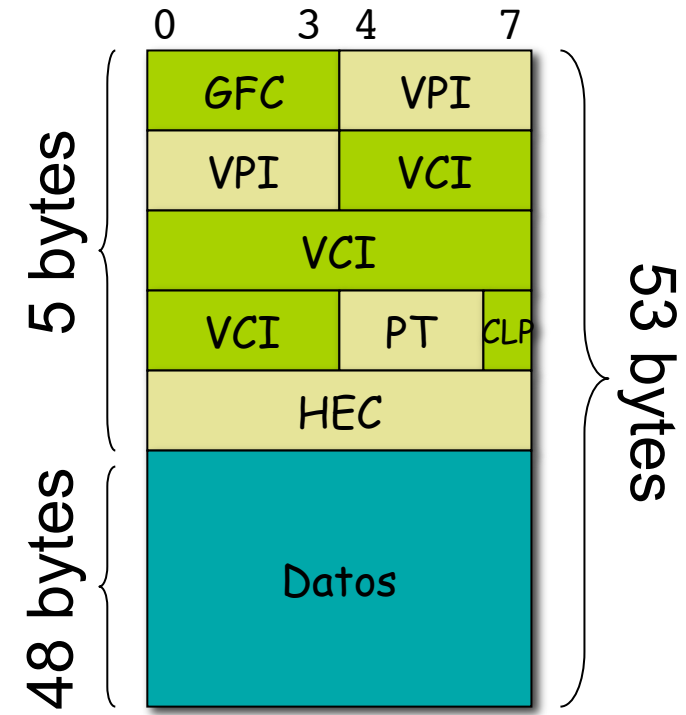 0 3 4 7
GFC VPI
VPI VCI
VCI
VCI PT CLP
HEC
Datos
5 bytes
48 bytes
53 bytes